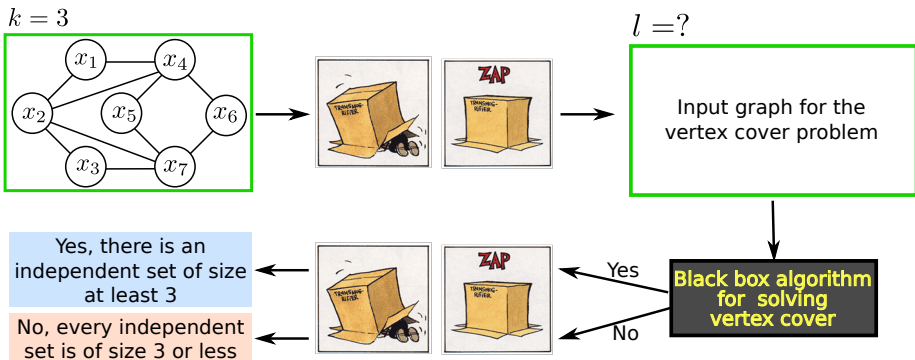 k = 3
l =?
x₁
x₄
x₂
x₅
x₆
x₃
x₇
TRANSMOG-
RIFIER
ZAP
TRANSMOG-
RIFIER
Input graph for the
vertex cover problem
Yes, there is an
independent set of size
at least 3
No, every independent
set is of size 3 or less
TRANSMOG-
RIFIER
ZAP
TRANSMOG-
RIFIER
Yes
No
Black box algorithm
for solving
vertex cover